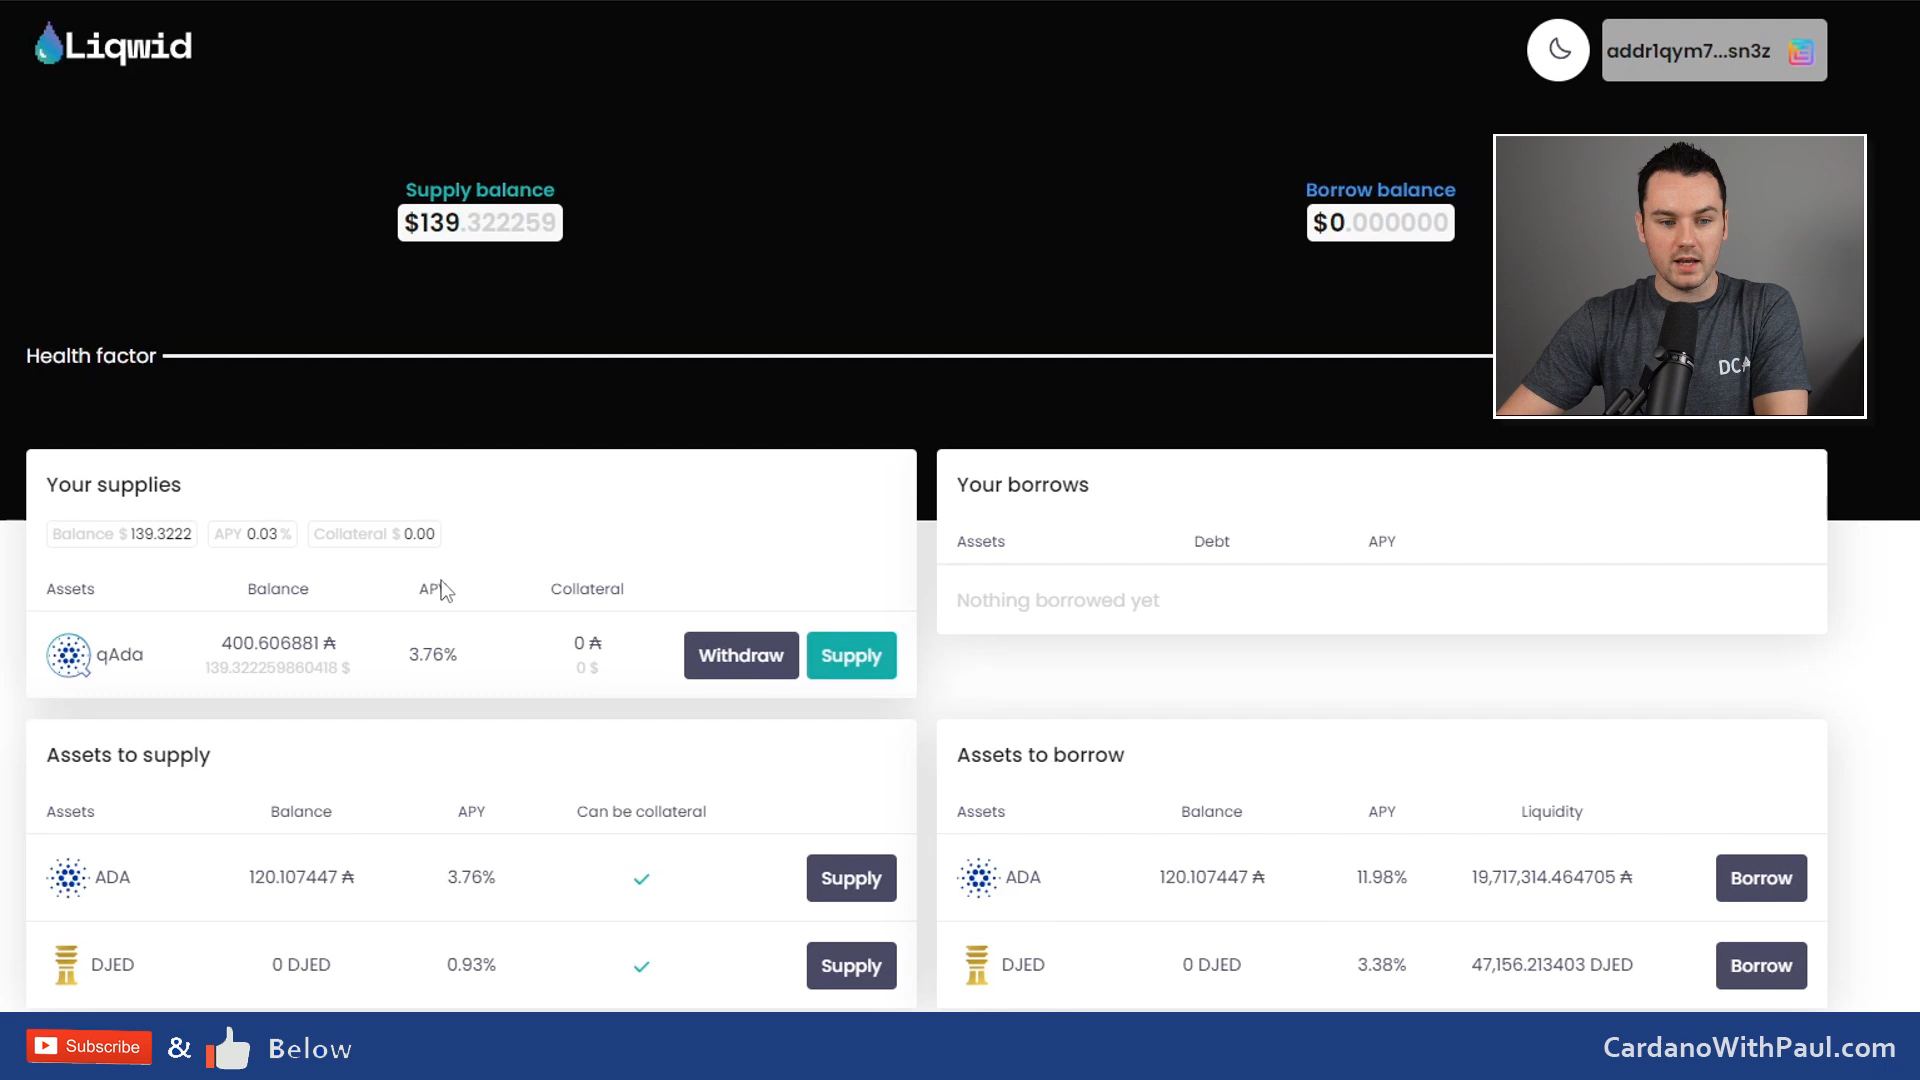 Liqwid
addr1qym7...sn3z
Supply balance
$139.322259
Borrow balance
$0.000000
Health factor
DCA
Your supplies
Balance $ 139.3222 APY 0.03 % Collateral $ 0.00
Assets Balance APY Collateral
qAda 400.606881 ₳ 3.76% 0 ₳ Withdraw Supply
139.322259860418 $ 0 $
Your borrows
Assets Debt APY
Nothing borrowed yet
Assets to supply
Assets Balance APY Can be collateral
ADA 120.107447 ₳ 3.76% Supply
DJED 0 DJED 0.93% Supply
Assets to borrow
Assets Balance APY Liquidity
ADA 120.107447 ₳ 11.98% 19,717,314.464705 ₳ Borrow
DJED 0 DJED 3.38% 47,156.213403 DJED Borrow
Subscribe & Below
CardanoWithPaul.com